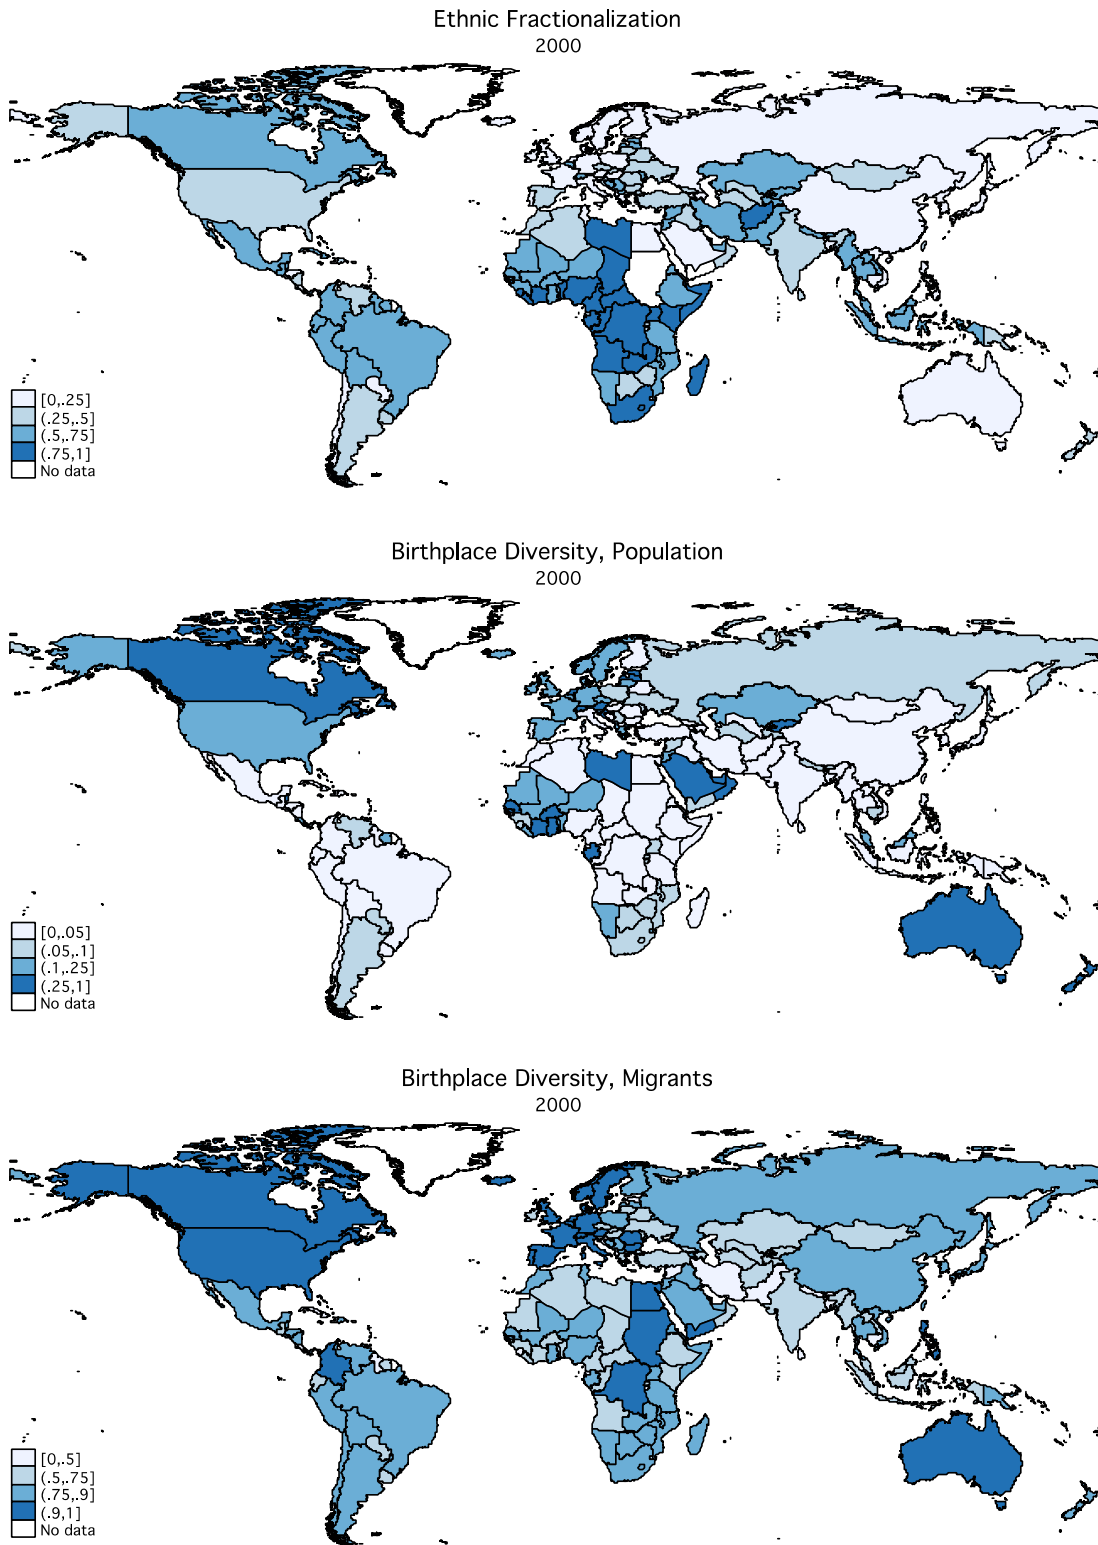 Ethnic Fractionalization
2000
[0,.25]
(.25,.5]
(.5,.75]
(.75,1]
No data
Birthplace Diversity, Population
2000
[0,.05]
(.05,.1]
(.1,.25]
(.25,1]
No data
Birthplace Diversity, Migrants
2000
[0,.5]
(.5,.75]
(.75,.9]
(.9,1]
No data